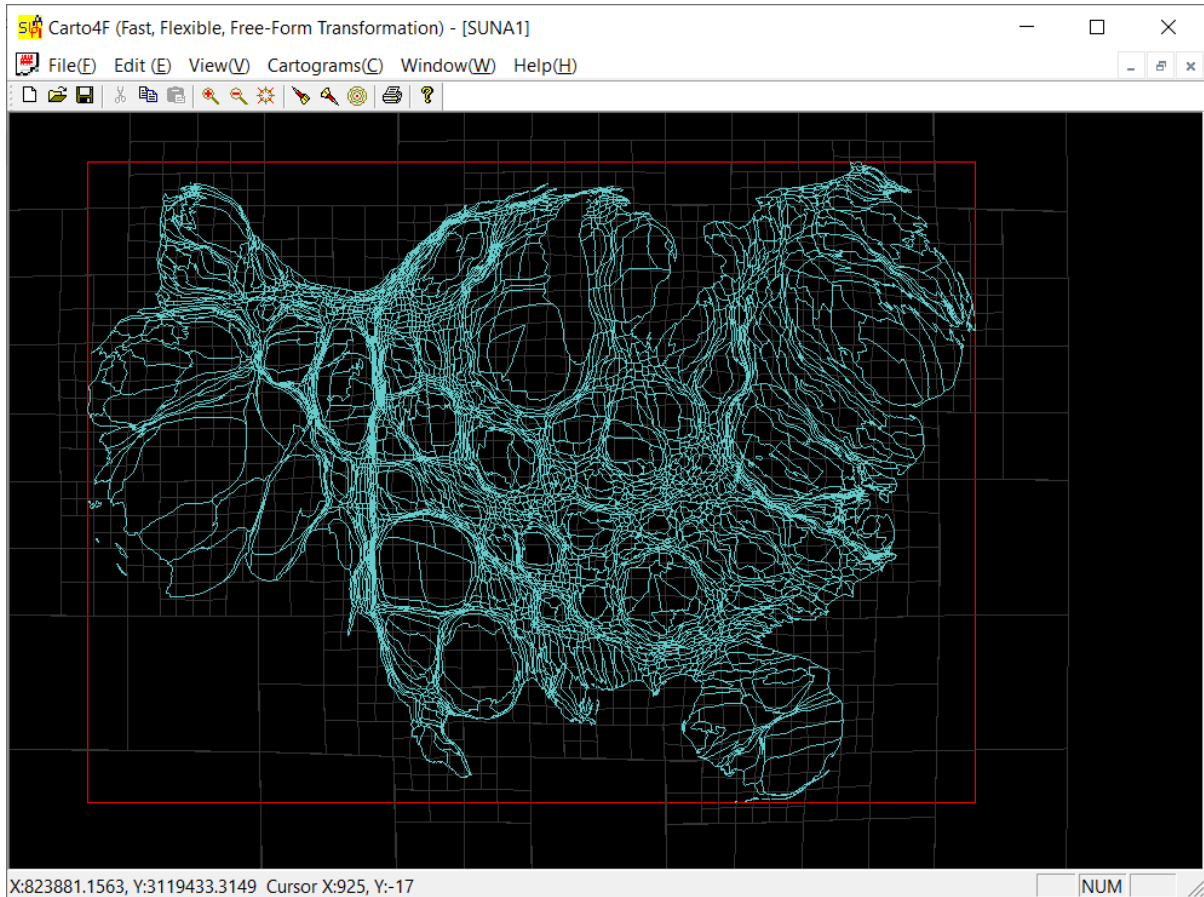 Carto4F (Fast, Flexible, Free-Form Transformation) - [SUNA1]
File(F) Edit (E) View(V) Cartograms(C) Window(W) Help(H)
X:823881.1563, Y:3119433.3149 Cursor X:925, Y:-17
NUM